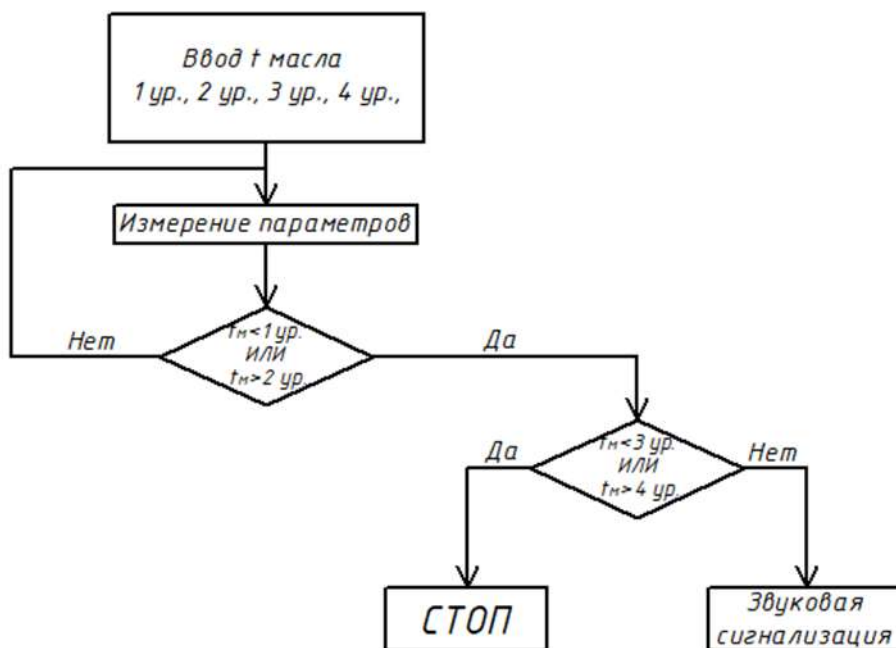 Ввод t масла
1 ур., 2 ур., 3 ур., 4 ур.,
Измерение параметров
Нет
tм<1 ур.
ИЛИ
tм>2 ур.
Да
Да
tм<3 ур.
ИЛИ
tм>4 ур.
Нет
СТОП
Звуковая
сигнализация